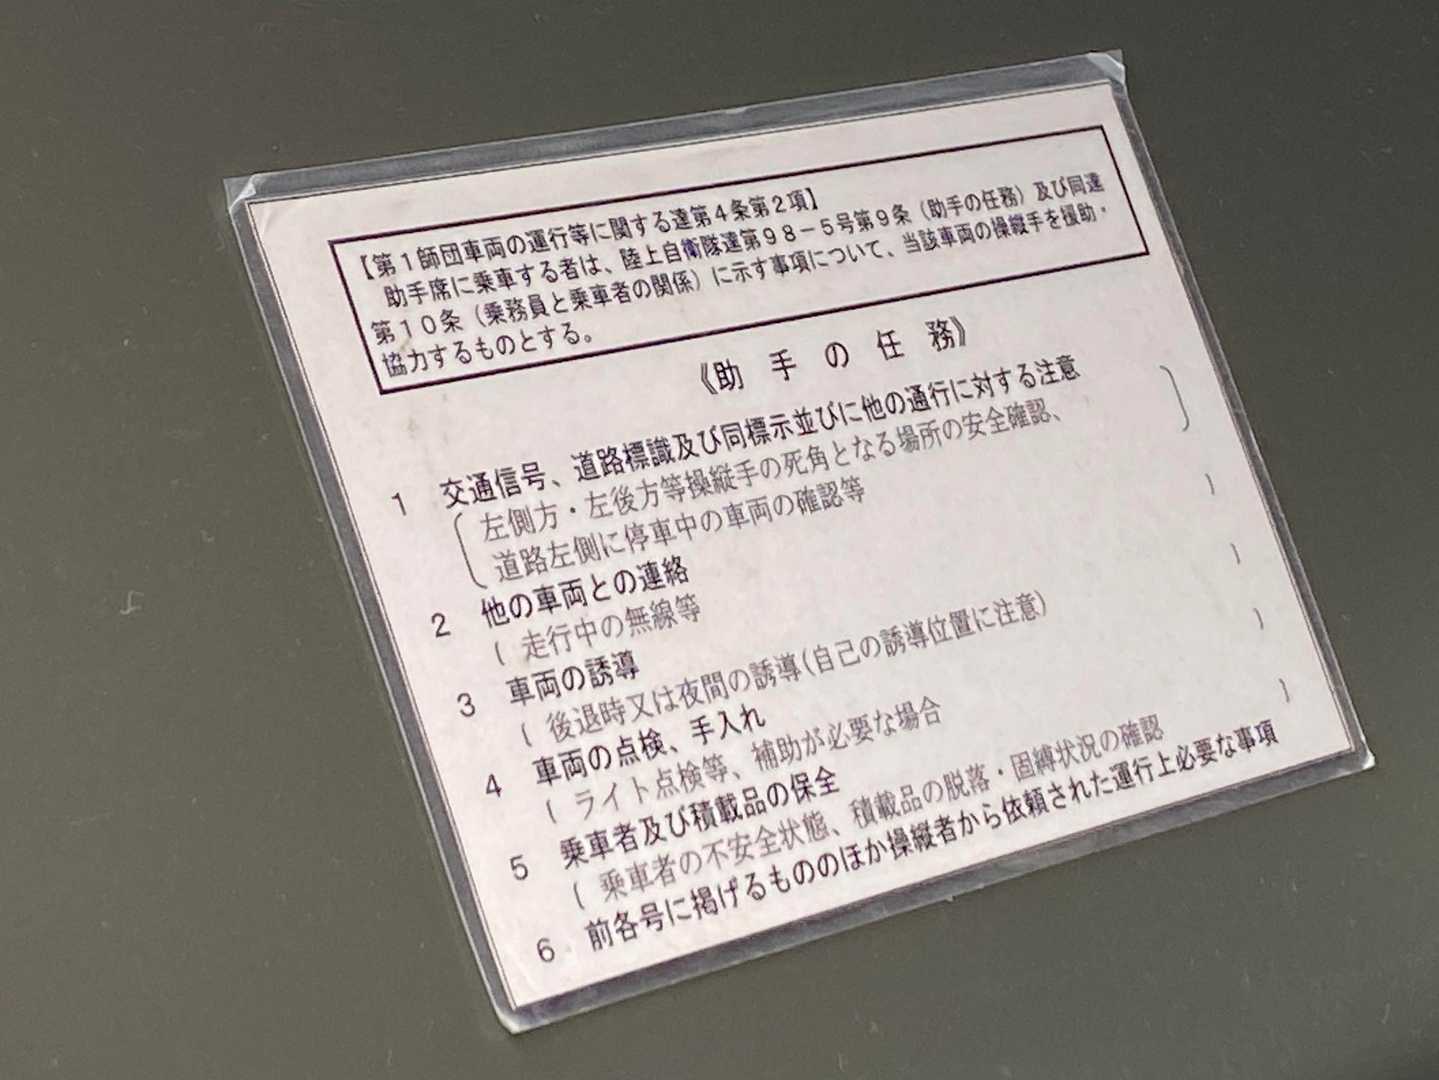 【第１師団車両の運行等に関する達第４条第２項】
助手席に乗車する者は、陸上自衛隊達第９８－５号第９条（助手の任務）及び同達
第１０条（乗務員と乗車者の関係）に示す事項について、当該車両の操縦手を援助・
協力するものとする。
《助　手　の　任　務》
１　交通信号、道路標識及び同標示並びに他の通行に対する注意
（左側方・左後方等操縦手の死角となる場所の安全確認、
道路左側に停車中の車両の確認等）
２　他の車両との連絡
（走行中の無線等）
３　車両の誘導
（後退時又は夜間の誘導（自己の誘導位置に注意））
４　車両の点検、手入れ
（ライト点検等、補助が必要な場合）
５　乗車者及び積載品の保全
（乗車者の不安全状態、積載品の脱落・固縛状況の確認）
６　前各号に掲げるもののほか操縦者から依頼された運行上必要な事項